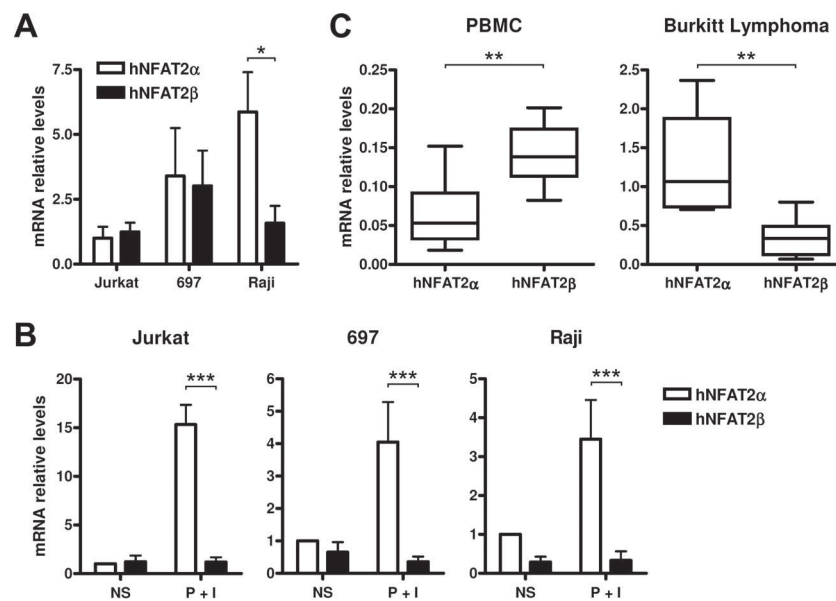 A
hNFAT2α
hNFAT2β
mRNA relative levels
7.5
5.0
2.5
0.0
*
Jurkat 697 Raji
C
PBMC
mRNA relative levels
0.25
0.20
0.15
0.10
0.05
0.00
**
hNFAT2α hNFAT2β
Burkitt Lymphoma
2.5
2.0
1.5
1.0
0.5
0.0
**
hNFAT2α hNFAT2β
B
Jurkat
mRNA relative levels
20
15
10
5
0
***
NS P + I
697
6
5
4
3
2
1
0
***
NS P + I
Raji
5
4
3
2
1
0
***
NS P + I
hNFAT2α
hNFAT2β